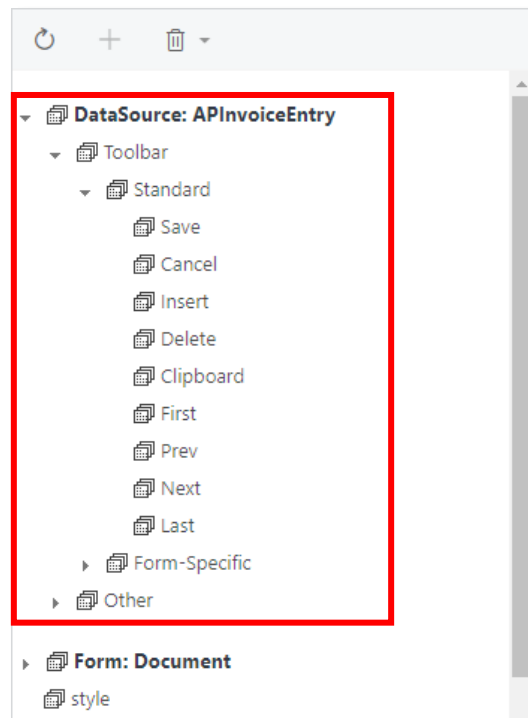 DataSource: APInvoiceEntry
Toolbar
Standard
Save
Cancel
Insert
Delete
Clipboard
First
Prev
Next
Last
Form-Specific
Other
Form: Document
style